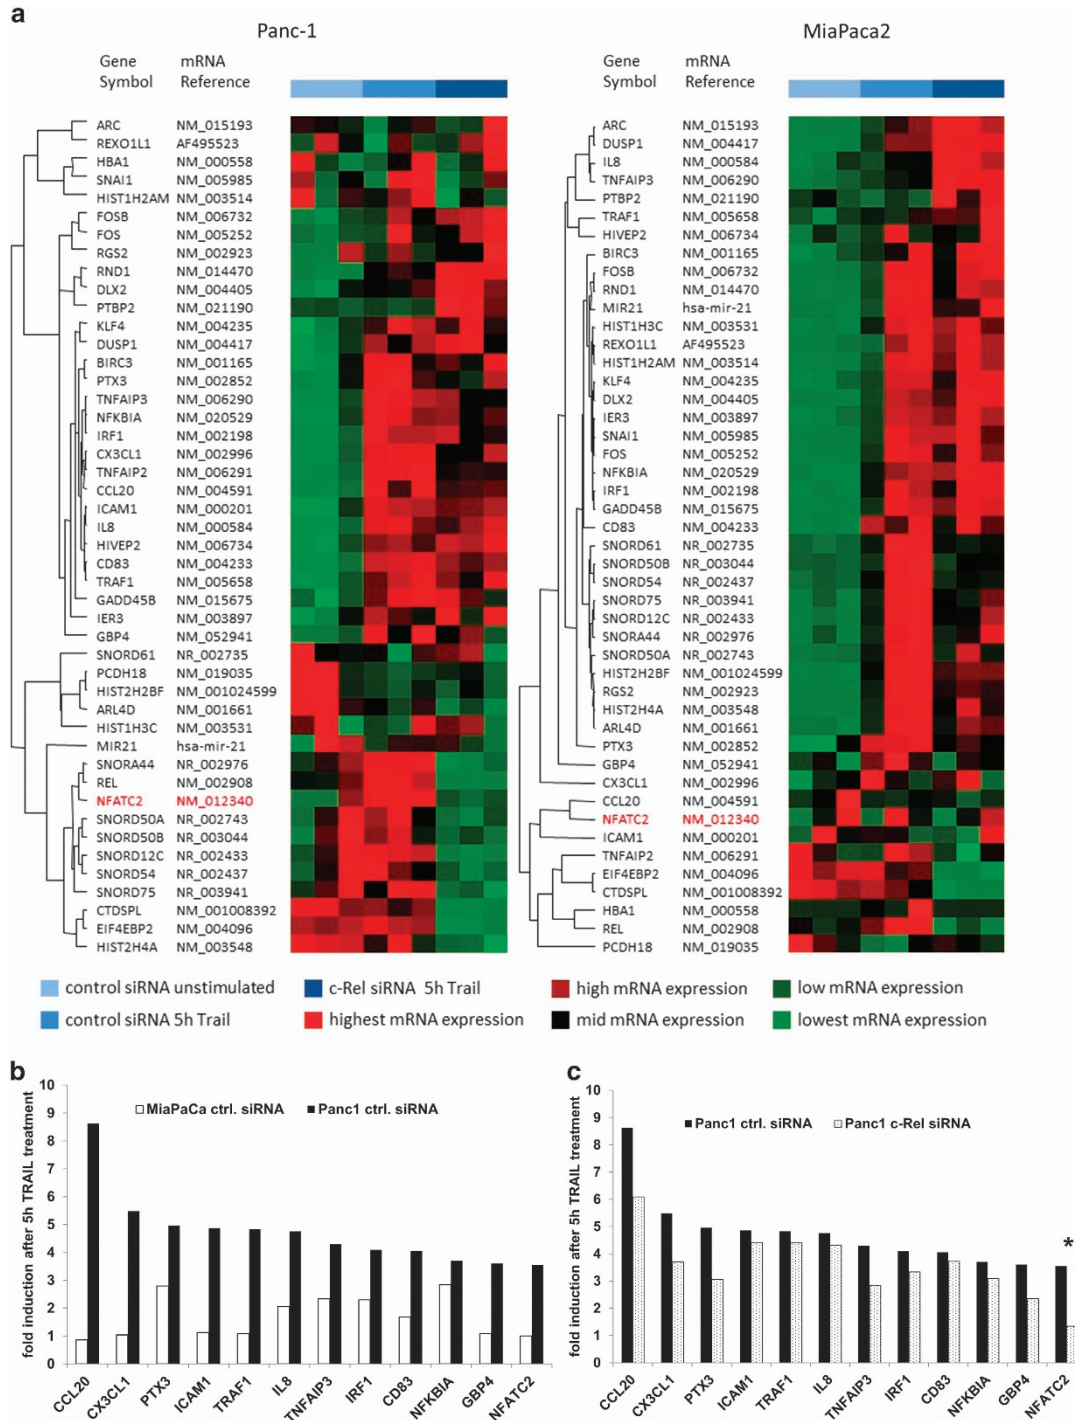 a
Panc-1
MiaPaca2
Gene Symbol mRNA Reference
ARC NM_015193
REXO1L1 AF495523
HBA1 NM_000558
SNAI1 NM_005985
HIST1H2AM NM_003514
FOSB NM_006732
FOS NM_005252
RGS2 NM_002923
RND1 NM_014470
DLX2 NM_004405
PTBP2 NM_021190
KLF4 NM_004235
DUSP1 NM_004417
BIRC3 NM_001165
PTX3 NM_002852
TNFAIP3 NM_006290
NFKBIA NM_020529
IRF1 NM_002198
CX3CL1 NM_002996
TNFAIP2 NM_006291
CCL20 NM_004591
ICAM1 NM_000201
IL8 NM_000584
HIVEP2 NM_006734
CD83 NM_004233
TRAF1 NM_005658
GADD45B NM_015675
IER3 NM_003897
GBP4 NM_052941
SNORD61 NR_002735
PCDH18 NM_019035
HIST2H2BF NM_001024599
ARL4D NM_001661
HIST1H3C NM_003531
MIR21 hsa-mir-21
SNORA44 NR_002976
REL NM_002908
NFATC2 NM_012340
SNORD50A NR_002743
SNORD50B NR_003044
SNORD12C NR_002433
SNORD54 NR_002437
SNORD75 NR_003941
CTDSPL NM_001008392
EIF4EBP2 NM_004096
HIST2H4A NM_003548
Gene Symbol mRNA Reference
ARC NM_015193
DUSP1 NM_004417
IL8 NM_000584
TNFAIP3 NM_006290
PTBP2 NM_021190
TRAF1 NM_005658
HIVEP2 NM_006734
BIRC3 NM_001165
FOSB NM_006732
RND1 NM_014470
MIR21 hsa-mir-21
HIST1H3C NM_003531
REXO1L1 AF495523
HIST1H2AM NM_003514
KLF4 NM_004235
DLX2 NM_004405
IER3 NM_003897
SNAI1 NM_005985
FOS NM_005252
NFKBIA NM_020529
IRF1 NM_002198
GADD45B NM_015675
CD83 NM_004233
SNORD61 NR_002735
SNORD50B NR_003044
SNORD54 NR_002437
SNORD75 NR_003941
SNORD12C NR_002433
SNORA44 NR_002976
SNORD50A NR_002743
HIST2H2BF NM_001024599
RGS2 NM_002923
HIST2H4A NM_003548
ARL4D NM_001661
PTX3 NM_002852
GBP4 NM_052941
CX3CL1 NM_002996
CCL20 NM_004591
NFATC2 NM_012340
ICAM1 NM_000201
TNFAIP2 NM_006291
EIF4EBP2 NM_004096
CTDSPL NM_001008392
HBA1 NM_000558
REL NM_002908
PCDH18 NM_019035
control siRNA unstimulated
c-Rel siRNA 5h Trail
high mRNA expression
low mRNA expression
control siRNA 5h Trail
highest mRNA expression
mid mRNA expression
lowest mRNA expression
b
fold induction after 5h TRAIL treatment
10
9
8
7
6
5
4
3
2
1
0
MiaPaCa ctrl. siRNA
Panc1 ctrl. siRNA
CCL20
CX3CL1
PTX3
ICAM1
TRAF1
IL8
TNFAIP3
IRF1
CD83
NFKBIA
GBP4
NFATC2
c
fold induction after 5h TRAIL treatment
10
9
8
7
6
5
4
3
2
1
0
Panc1 ctrl. siRNA
Panc1 c-Rel siRNA
*
CCL20
CX3CL1
PTX3
ICAM1
TRAF1
IL8
TNFAIP3
IRF1
CD83
NFKBIA
GBP4
NFATC2